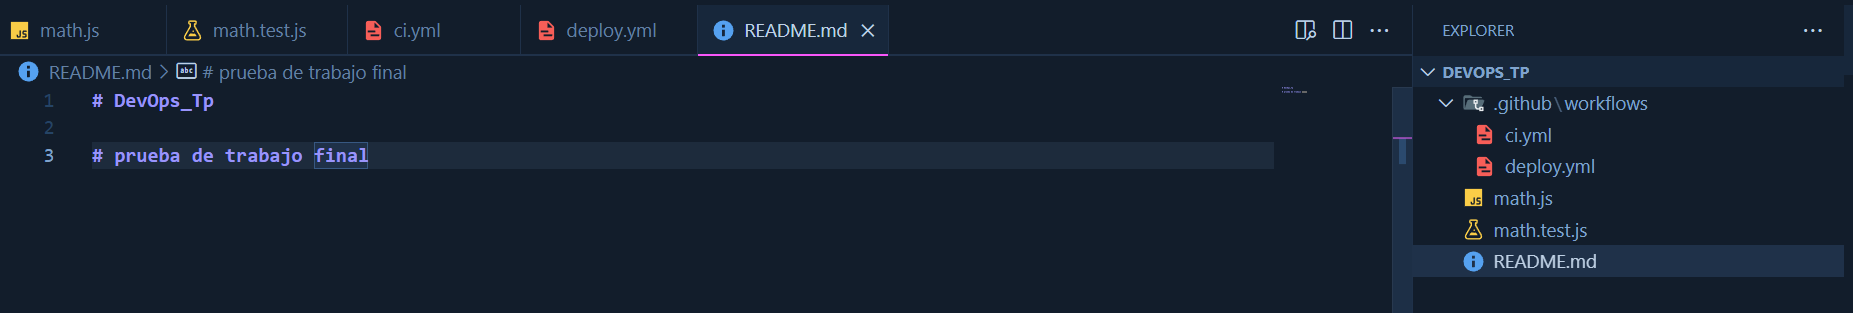 math.js math.test.js ci.yml deploy.yml README.md
README.md > # prueba de trabajo final
1 # DevOps_Tp
2
3 # prueba de trabajo final
EXPLORER
DEVOPS_TP
.github\workflows
ci.yml
deploy.yml
math.js
math.test.js
README.md